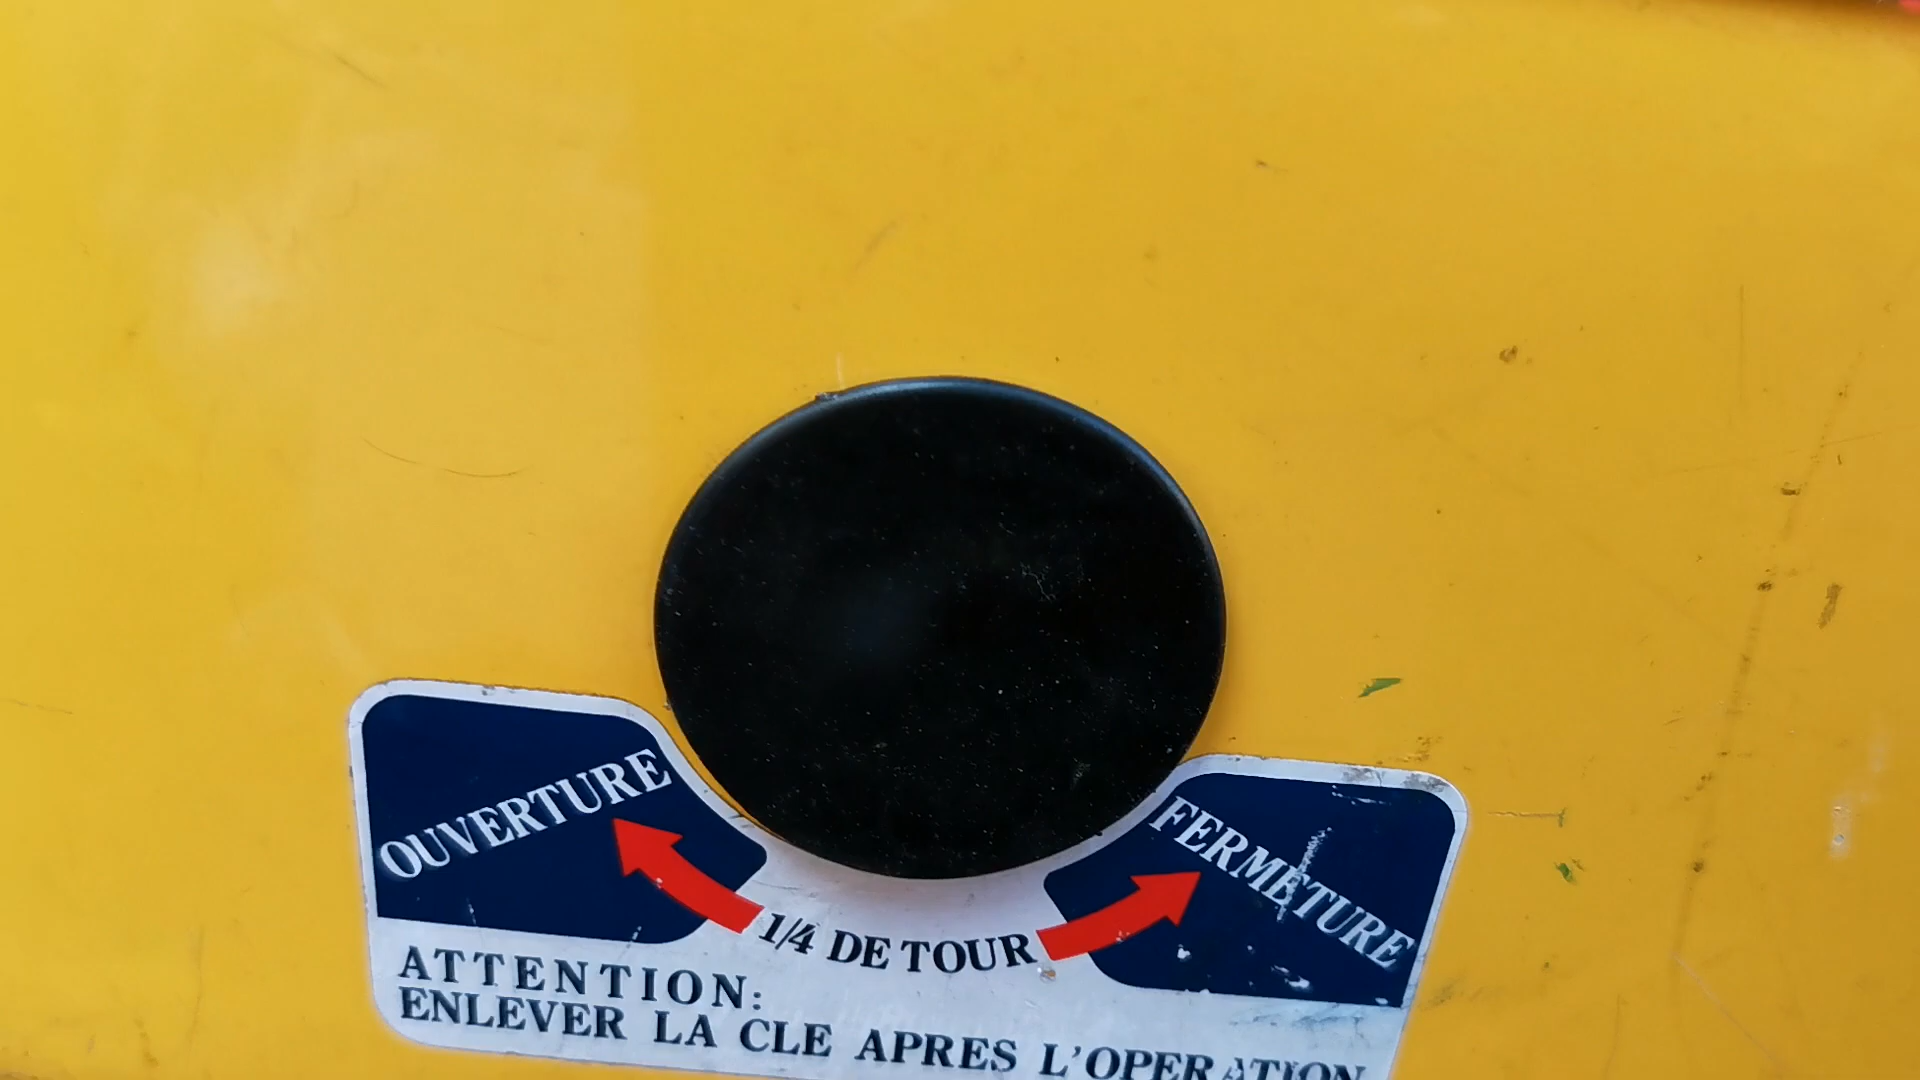 OUVERTURE
FERMETURE
1/4 DE TOUR
ATTENTION:
ENLEVER LA CLE APRES L'OPERATION